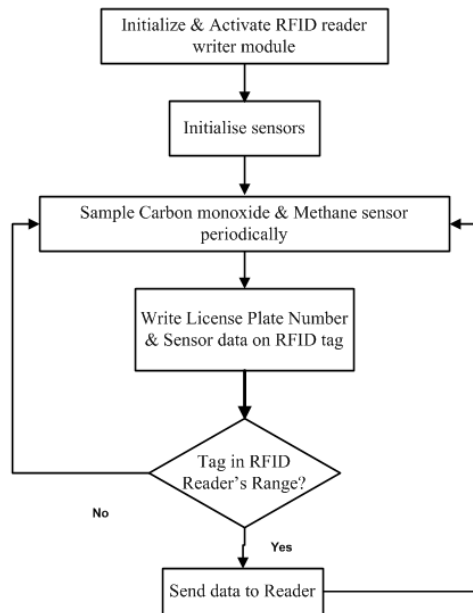 Initialize & Activate RFID reader
writer module
Initialise sensors
Sample Carbon monoxide & Methane sensor
periodically
Write License Plate Number
& Sensor data on RFID tag
Tag in RFID
Reader's Range?
No
Yes
Send data to Reader